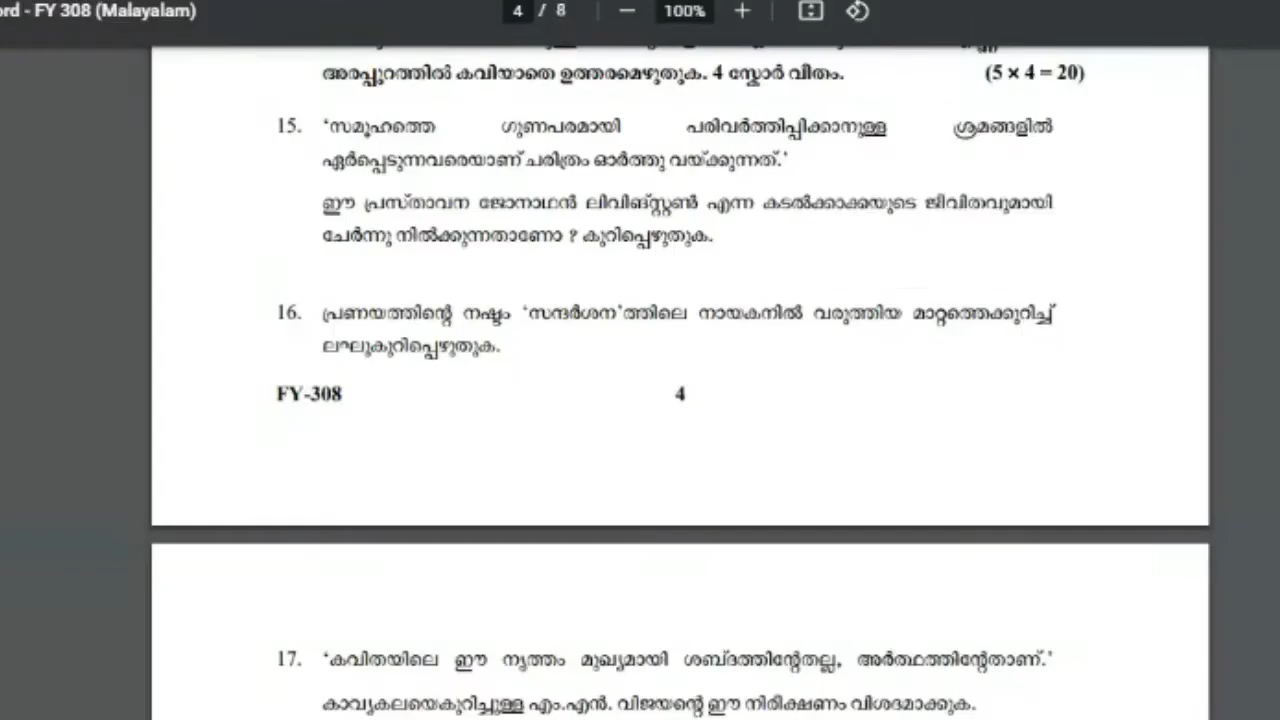 ord - FY 308 (Malayalam)
4 / 8
100%
അരപ്പുറത്തിൽ കവിയാതെ ഉത്തരമെഴുതുക. 4 സ്കോർ വീതം. (5 × 4 = 20)
15. 'സമൂഹത്തെ ഗുണപരമായി പരിവർത്തിപ്പിക്കാനുള്ള ശ്രമങ്ങളിൽ
ഏർപ്പെടുന്നവരെയാണ് ചരിത്രം ഓർത്തു വയ്ക്കുന്നത്.'
ഈ പ്രസ്താവന ജോനാഥൻ ലിവിങ്സ്റ്റൺ എന്ന കടൽക്കാക്കയുടെ ജീവിതവുമായി
ചേർന്നു നിൽക്കുന്നതാണോ ? കുറിപ്പെഴുതുക.
16. പ്രണയത്തിന്റെ നഷ്ടം 'സന്ദർശന'ത്തിലെ നായകനിൽ വരുത്തിയ മാറ്റത്തെക്കുറിച്ച്
ലഘുകുറിപ്പെഴുതുക.
FY-308 4
17. 'കവിതയിലെ ഈ നൃത്തം മുഖ്യമായി ശബ്ദത്തിന്റേതല്ല, അർത്ഥത്തിന്റേതാണ്.'
കാവ്യകലയെകുറിച്ചുള്ള എം.എൻ. വിജയന്റെ ഈ നിരീക്ഷണം വിശദമാക്കുക.